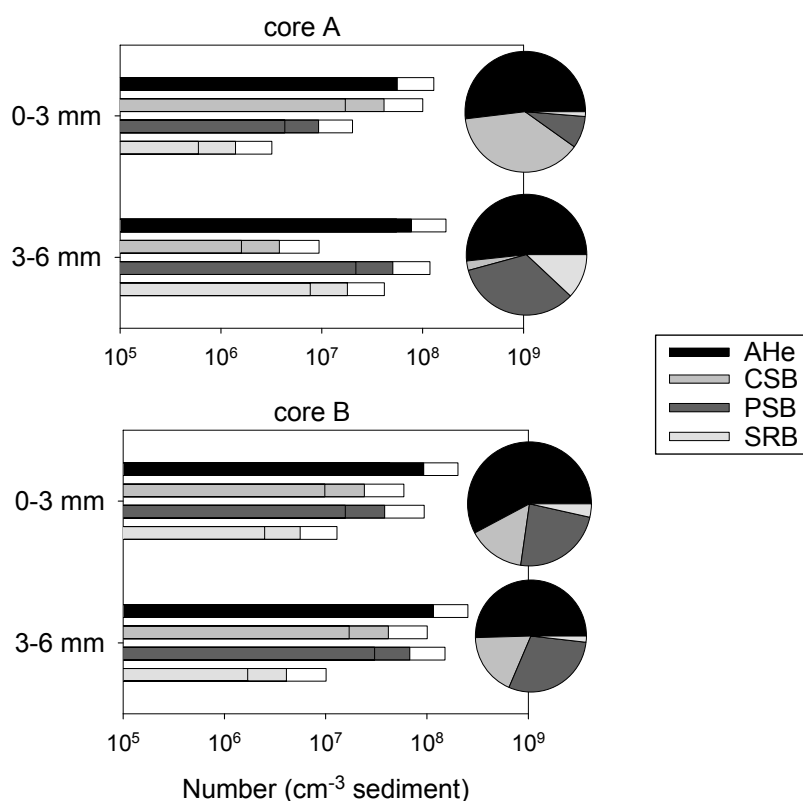 core A
0-3 mm
3-6 mm
10⁵ 10⁶ 10⁷ 10⁸ 10⁹
AHe
CSB
PSB
SRB
core B
0-3 mm
3-6 mm
10⁵ 10⁶ 10⁷ 10⁸ 10⁹
Number (cm⁻³ sediment)